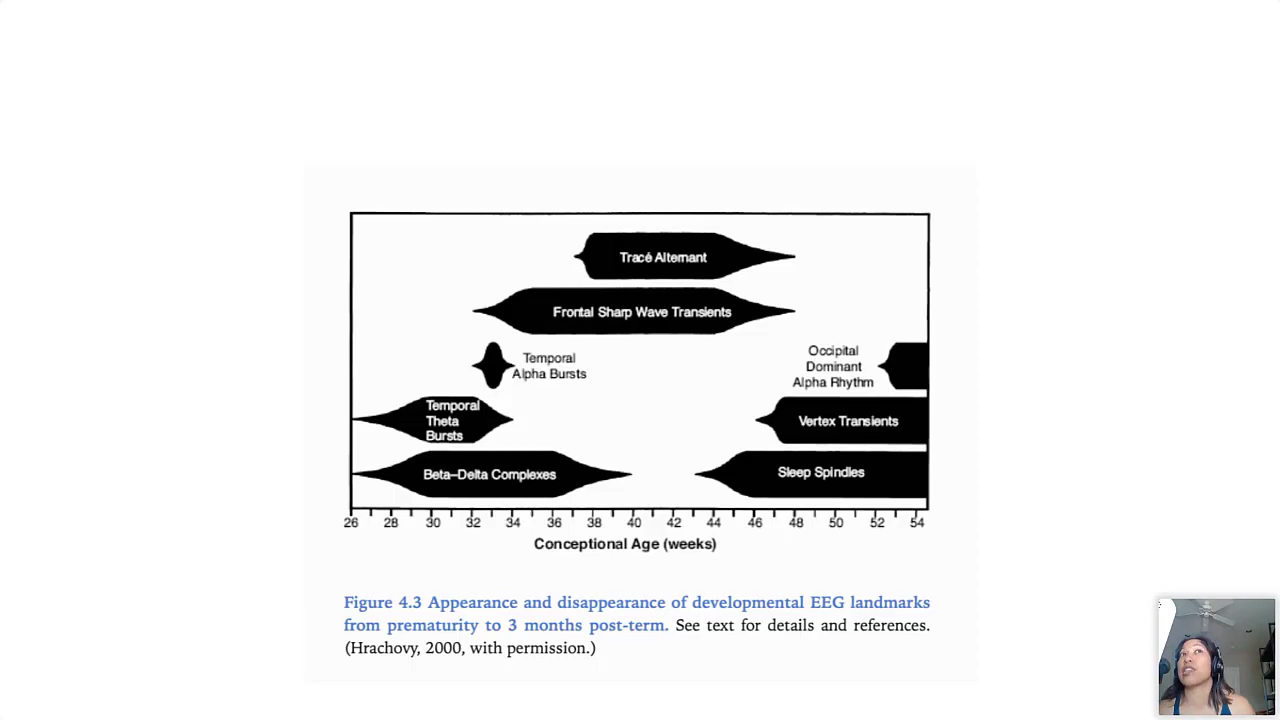 Tracé Alternant
Frontal Sharp Wave Transients
Temporal
Alpha Bursts
Occipital
Dominant
Alpha Rhythm
Temporal
Theta
Bursts
Vertex Transients
Beta–Delta Complexes
Sleep Spindles
26 28 30 32 34 36 38 40 42 44 46 48 50 52 54
Conceptional Age (weeks)
Figure 4.3 Appearance and disappearance of developmental EEG landmarks
from prematurity to 3 months post-term. See text for details and references.
(Hrachovy, 2000, with permission.)